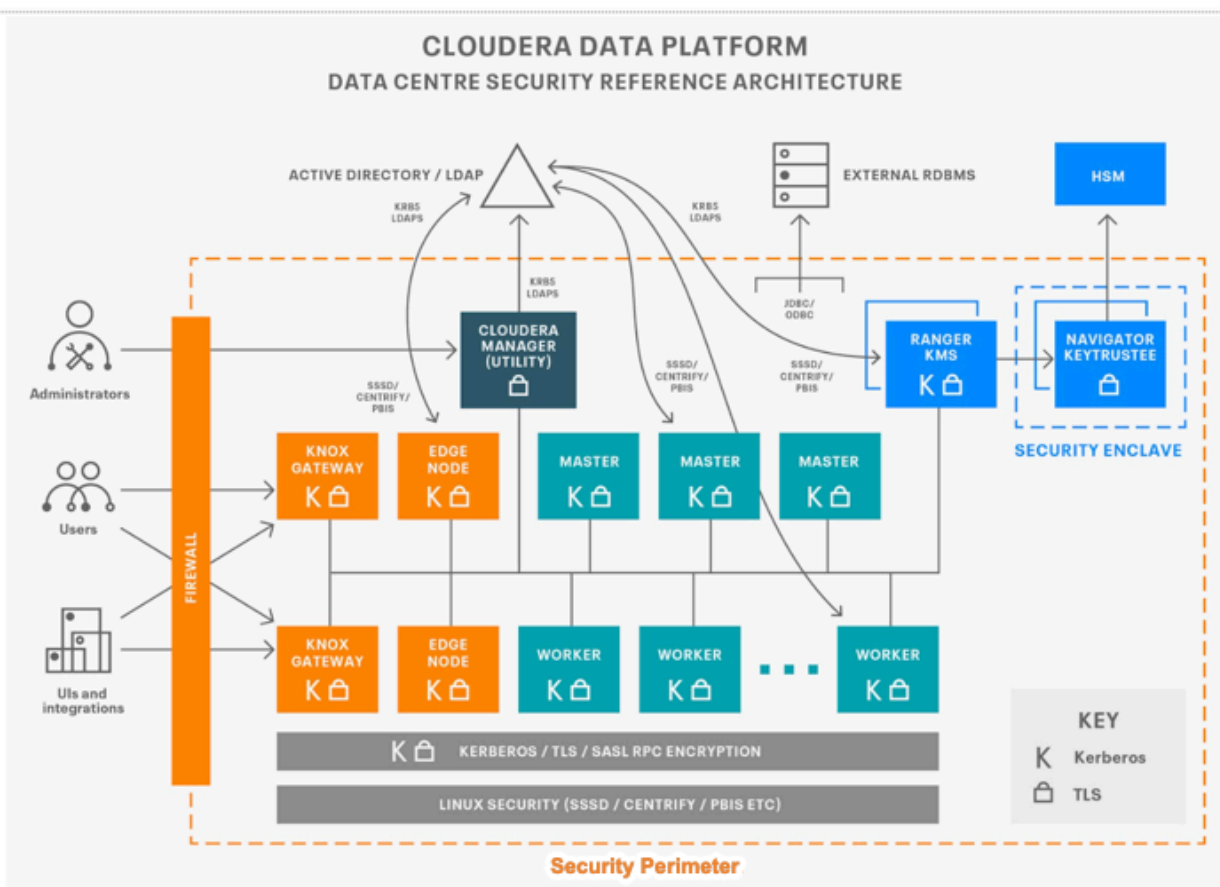 CLOUDERA DATA PLATFORM
DATA CENTRE SECURITY REFERENCE ARCHITECTURE
ACTIVE DIRECTORY / LDAP
EXTERNAL RDBMS
HSM
KRB5
LDAPS
KRB5
LDAPS
KRB5
LDAPS
JDBC/
ODBC
Administrators
CLOUDERA
MANAGER
(UTILITY)
RANGER
KMS
K
NAVIGATOR
KEYTRUSTEE
SSSD/
CENTRIFY/
PBIS
SSSD/
CENTRIFY/
PBIS
SSSD/
CENTRIFY/
PBIS
SECURITY ENCLAVE
Users
FIREWALL
KNOX
GATEWAY
K
EDGE
NODE
K
MASTER
K
MASTER
K
MASTER
K
UIs and
integrations
KNOX
GATEWAY
K
EDGE
NODE
K
WORKER
K
WORKER
K
WORKER
K
K KERBEROS / TLS / SASL RPC ENCRYPTION
LINUX SECURITY (SSSD / CENTRIFY / PBIS ETC)
KEY
K Kerberos
TLS
Security Perimeter